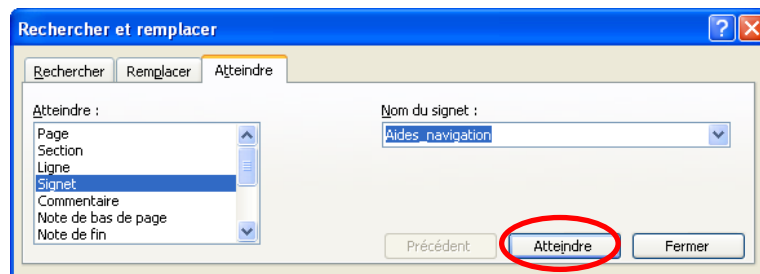 Rechercher et remplacer
Rechercher Remplacer Atteindre
Atteindre :
Page
Section
Ligne
Signet
Commentaire
Note de bas de page
Note de fin
Nom du signet :
Aides_navigation
Précédent Atteindre Fermer